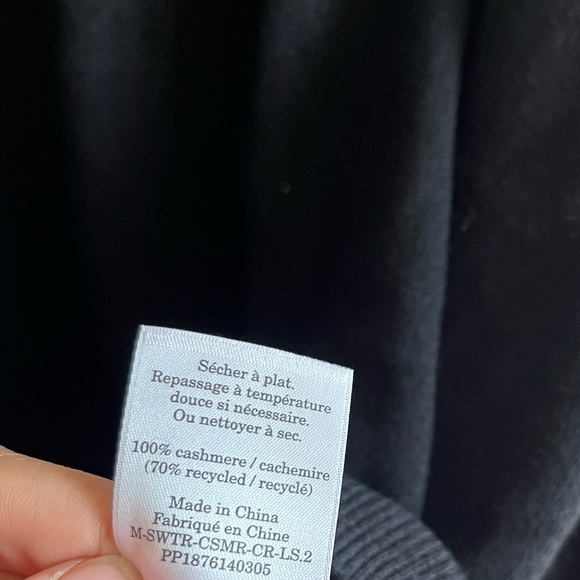 Sécher à plat.
Repassage à température
douce si nécessaire.
Ou nettoyer à sec.
100% cashmere / cachemire
(70% recycled / recyclé)
Made in China
Fabriqué en Chine
M-SWTR-CSMR-CR-LS.2
PP1876140305